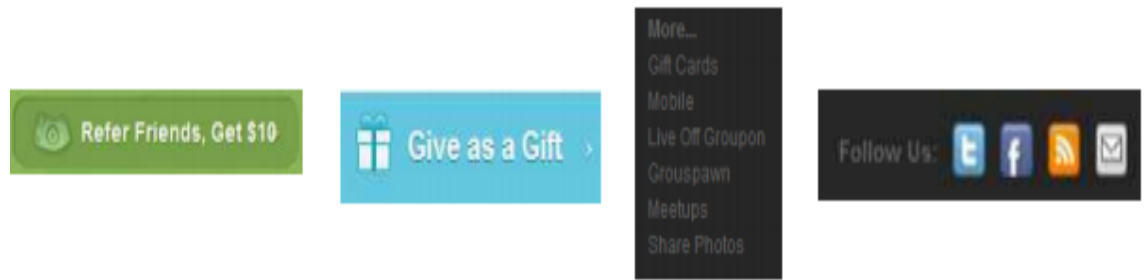 Refer Friends, Get $10
Give as a Gift ›
More...
Gift Cards
Mobile
Live Off Groupon
Grouspawn
Meetups
Share Photos
Follow Us: